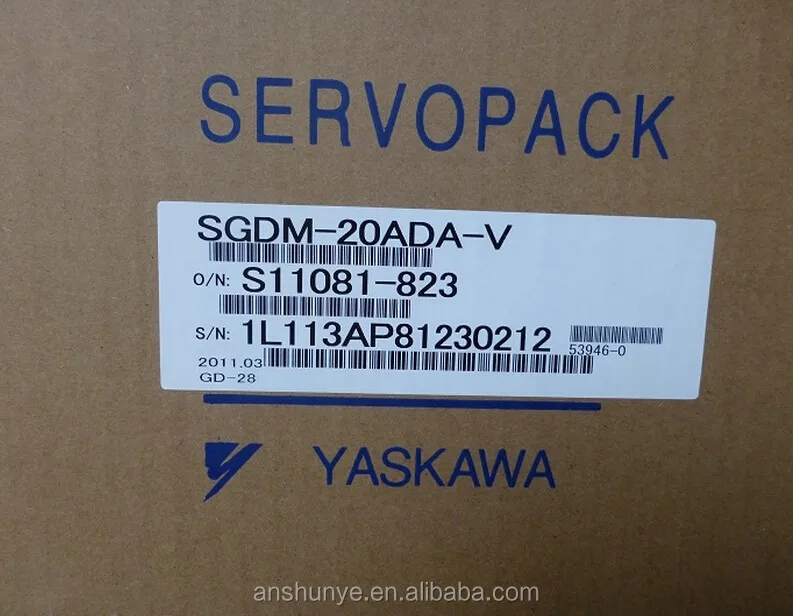 SERVOPACK
SGDM-20ADA-V
O/N: S11081-823
S/N: 1L113AP81230212
53946-0
2011.03
GD-28
YASKAWA
anshunye.en.alibaba.com